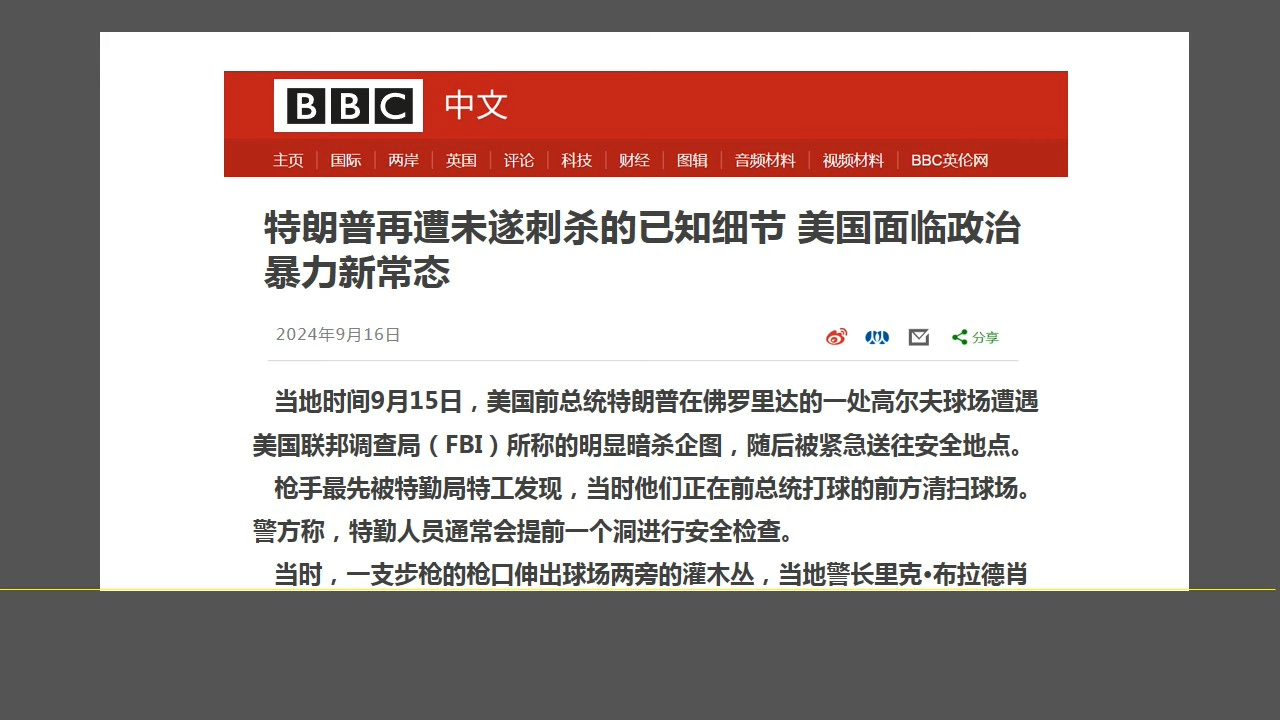 BBC 中文
主页 国际 两岸 英国 评论 科技 财经 图辑 音频材料 视频材料 BBC英伦网
特朗普再遭未遂刺杀的已知细节 美国面临政治
暴力新常态
2024年9月16日 分享
当地时间9月15日，美国前总统特朗普在佛罗里达的一处高尔夫球场遭遇
美国联邦调查局（FBI）所称的明显暗杀企图，随后被紧急送往安全地点。
枪手最先被特勤局特工发现，当时他们正在前总统打球的前方清扫球场。
警方称，特勤人员通常会提前一个洞进行安全检查。
当时，一支步枪的枪口伸出球场两旁的灌木丛，当地警长里克•布拉德肖